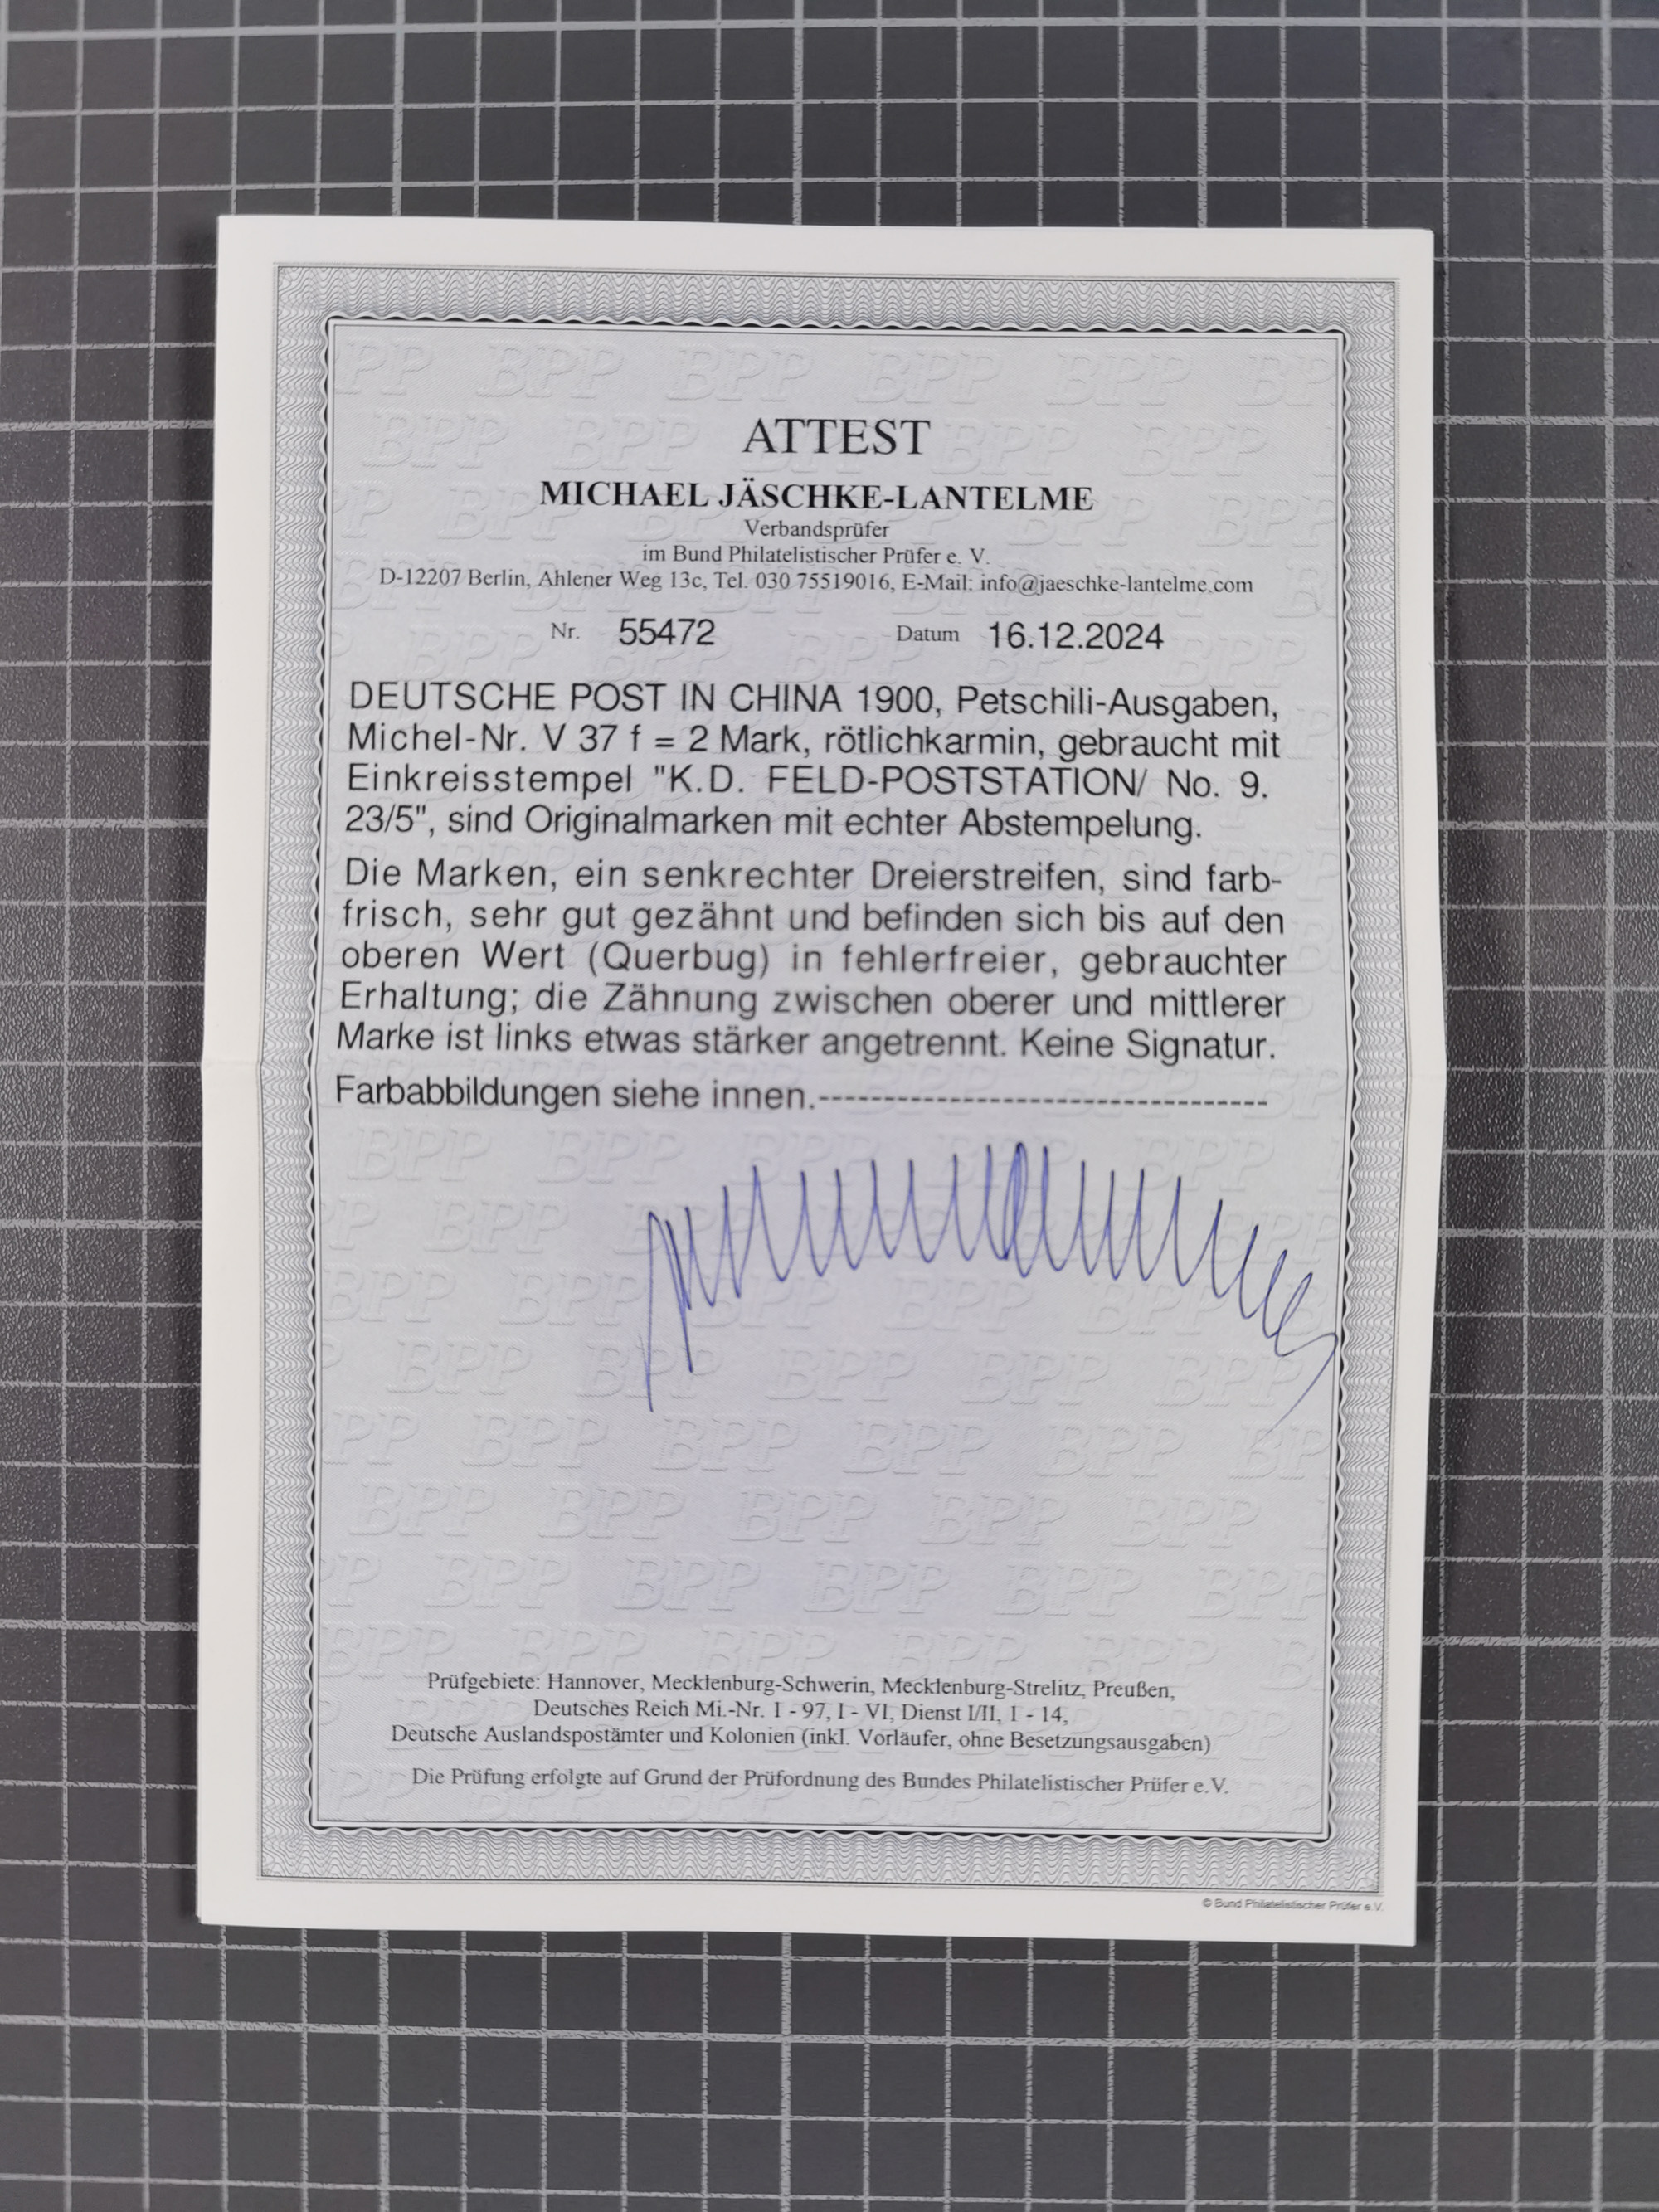 ATTEST
MICHAEL JÄSCHKE-LANTELME
Verbandsprüfer
im Bund Philatelistischer Prüfer e. V.
D-12207 Berlin, Ahlener Weg 13c, Tel. 030 75519016, E-Mail: info@jaeschke-lantelme.com
Nr. 55472 Datum 16.12.2024
DEUTSCHE POST IN CHINA 1900, Petschili-Ausgaben,
Michel-Nr. V 37 f = 2 Mark, rötlichkarmin, gebraucht mit
Einkreisstempel "K.D. FELD-POSTSTATION/ No. 9.
23/5", sind Originalmarken mit echter Abstempelung.
Die Marken, ein senkrechter Dreierstreifen, sind farb-
frisch, sehr gut gezähnt und befinden sich bis auf den
oberen Wert (Querbug) in fehlerfreier, gebrauchter
Erhaltung; die Zähnung zwischen oberer und mittlerer
Marke ist links etwas stärker angetrennt. Keine Signatur.
Farbabbildungen siehe innen.----------------------------------
Prüfgebiete: Hannover, Mecklenburg-Schwerin, Mecklenburg-Strelitz, Preußen,
Deutsches Reich Mi.-Nr. 1 - 97, I - VI, Dienst I/II, 1 - 14,
Deutsche Auslandspostämter und Kolonien (inkl. Vorläufer, ohne Besetzungsausgaben)
Die Prüfung erfolgte auf Grund der Prüfordnung des Bundes Philatelistischer Prüfer e.V.
© Bund Philatelistischer Prüfer e.V.